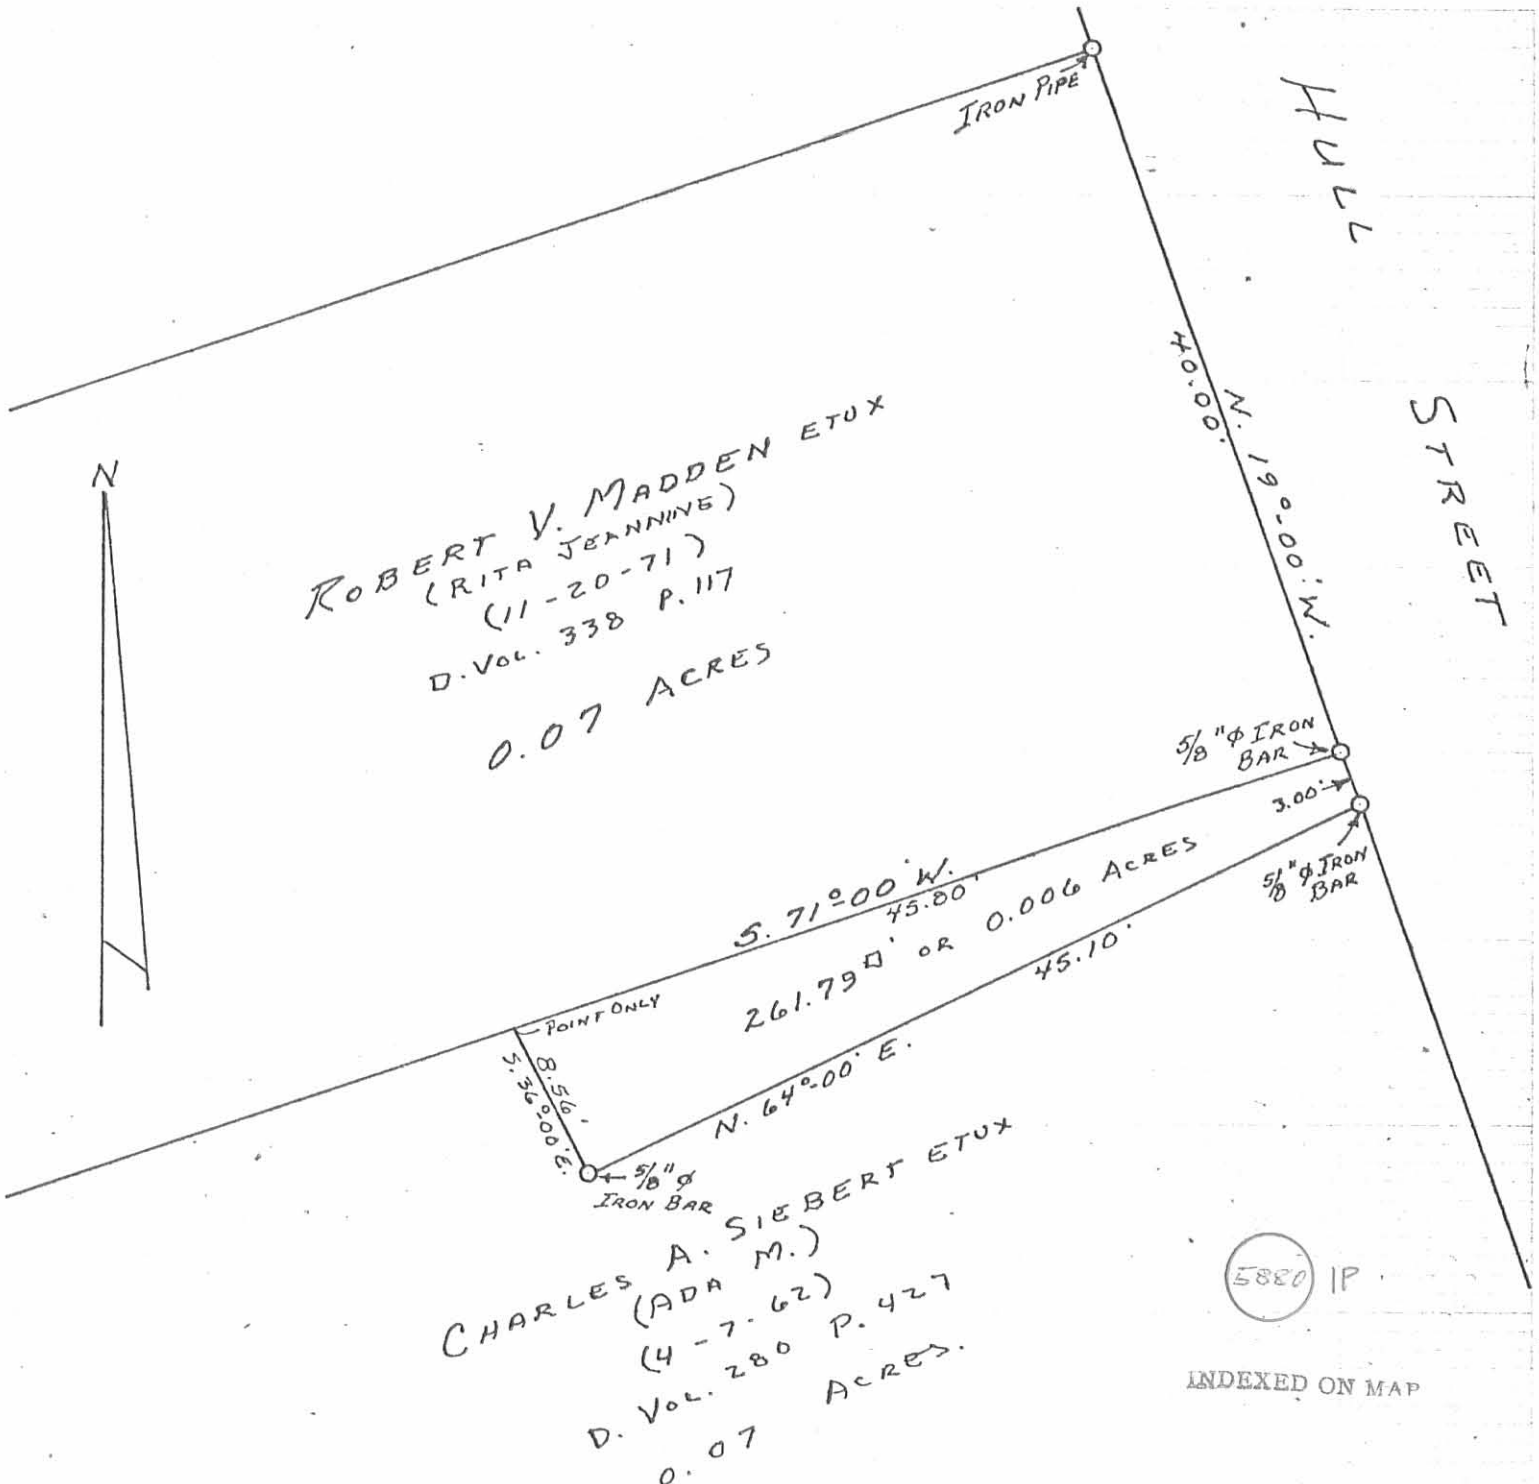 IRON PIPE
HULL
STREET
40.00'
N. 19°-00' W.
N
ROBERT V. MADDEN ETUX
(RITA JEANNINE)
(11-20-71)
D. VOL. 338 P. 117
0.07 ACRES
5/8"φ IRON
BAR
3.00'
5/8"φ IRON
BAR
S. 71°-00' W.
45.80'
261.79 □' OR 0.006 ACRES
45.10'
N. 64°-00' E.
POINT ONLY
8.56'
S. 36°-00' E.
5/8"φ
IRON BAR
CHARLES A. SIEBERT ETUX
(ADA M.)
(4-7-62)
D. VOL. 280 P. 427
0.07 ACRES.
5880 IP
INDEXED ON MAP